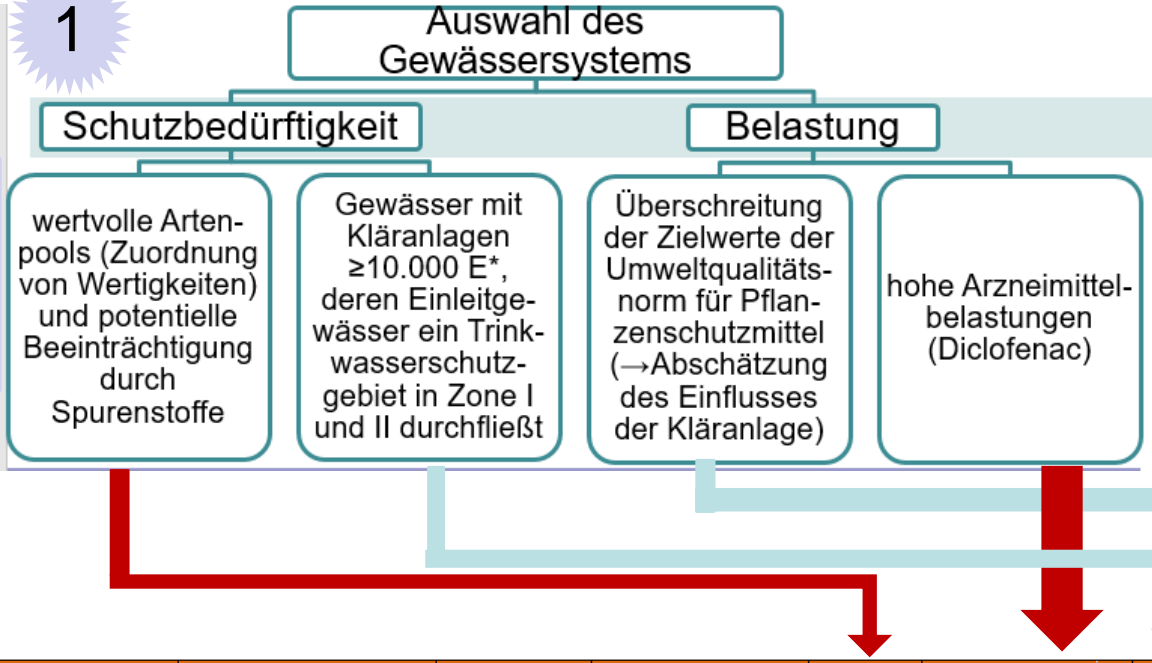 1
Auswahl des
Gewässersystems
Schutzbedürftigkeit
Belastung
wertvolle Arten-
pools (Zuordnung
von Wertigkeiten)
und potentielle
Beeinträchtigung
durch
Spurenstoffe
Gewässer mit
Kläranlagen
≥10.000 E*,
deren Einleitge-
wässer ein Trink-
wasserschutz-
gebiet in Zone I
und II durchfließt
Überschreitung
der Zielwerte der
Umweltqualitäts-
norm für Pflan-
zenschutzmittel
(→Abschätzung
des Einflusses
der Kläranlage)
hohe Arzneimittel-
belastungen
(Diclofenac)